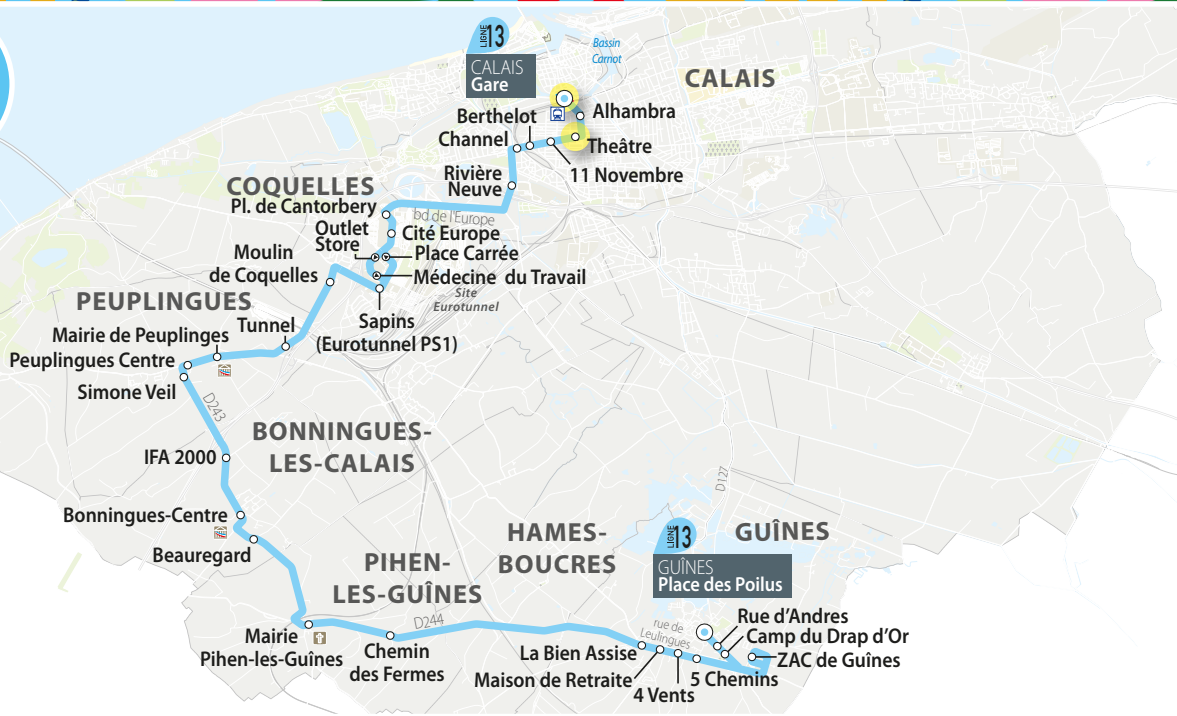 LIGNE 13
CALAIS
Gare
Bassin
Carnot
CALAIS
Alhambra
Berthelot
Channel
Theâtre
11 Novembre
Rivière
Neuve
COQUELLES
Pl. de Cantorbery
bd de l'Europe
Outlet
Store
Cité Europe
Place Carrée
Moulin
de Coquelles
Médecine du Travail
Site
Eurotunnel
PEUPLINGUES
Tunnel
Sapins
(Eurotunnel PS1)
Mairie de Peuplinges
Peuplingues Centre
Simone Veil
D243
BONNINGUES-
LES-CALAIS
IFA 2000
D127
Bonningues-Centre
Beauregard
HAMES-
BOUCRES
LIGNE 13
GUÎNES
GUÎNES
Place des Poilus
PIHEN-
LES-GUÎNES
D244
rue de
Leulingues
Rue d'Andres
Camp du Drap d'Or
ZAC de Guînes
Mairie
Pihen-les-Guînes
Chemin
des Fermes
La Bien Assise
Maison de Retraite
4 Vents
5 Chemins